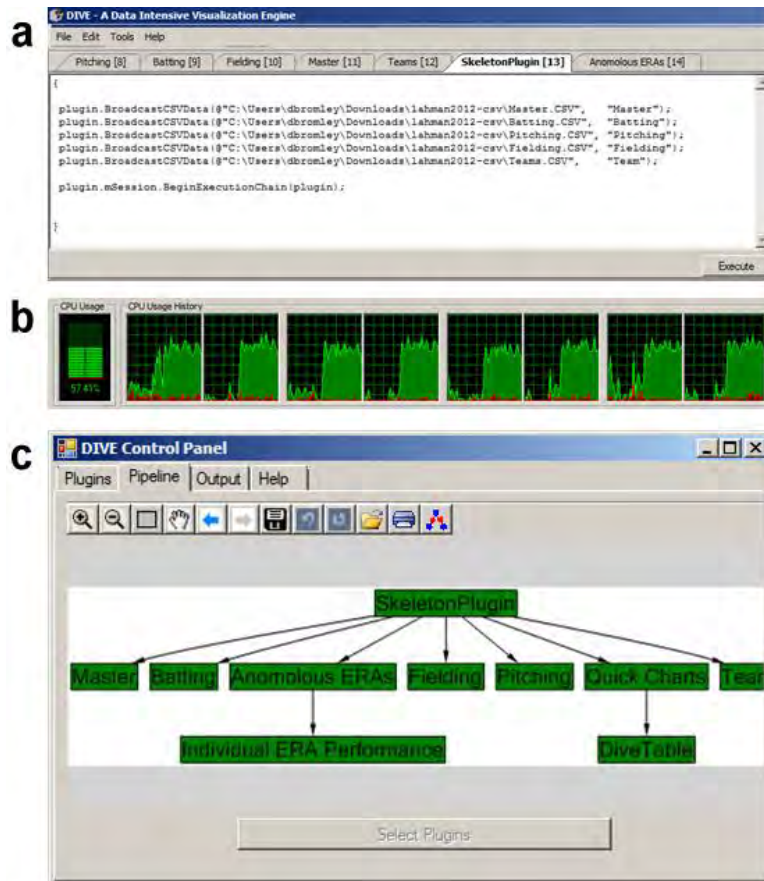 a
DIVE - A Data Intensive Visualization Engine
File Edit Tools Help
Pitching [8] Batting [9] Fielding [10] Master [11] Teams [12] SkeletonPlugin [13] Anomolous ERAs [14]
{
plugin.BroadcastCSVData(@"C:\Users\dbromley\Downloads\lahman2012-csv\Master.CSV", "Master");
plugin.BroadcastCSVData(@"C:\Users\dbromley\Downloads\lahman2012-csv\Batting.CSV", "Batting");
plugin.BroadcastCSVData(@"C:\Users\dbromley\Downloads\lahman2012-csv\Pitching.CSV", "Pitching");
plugin.BroadcastCSVData(@"C:\Users\dbromley\Downloads\lahman2012-csv\Fielding.CSV", "Fielding");
plugin.BroadcastCSVData(@"C:\Users\dbromley\Downloads\lahman2012-csv\Teams.CSV", "Team");
plugin.mSession.BeginExecutionChain(plugin);
}
Execute
b
CPU Usage CPU Usage History
57.41%
c
DIVE Control Panel
Plugins Pipeline Output Help
SkeletonPlugin
Master Batting Anomolous ERAs Fielding Pitching Quick Charts Team
Individual ERA Performance DiveTable
Select Plugins